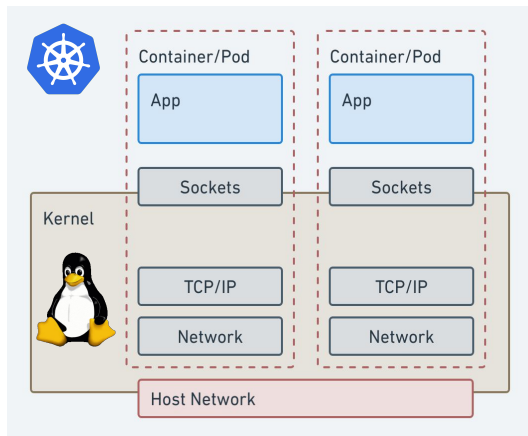 Container/Pod
Container/Pod
App
App
Sockets
Sockets
Kernel
TCP/IP
TCP/IP
Network
Network
Host Network